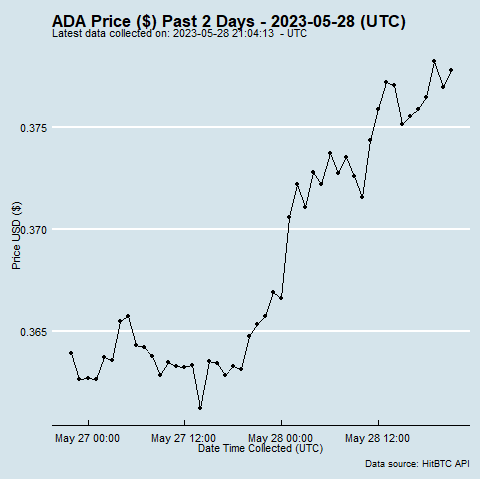 ADA Price ($) Past 2 Days - 2023-05-28 (UTC)
Latest data collected on: 2023-05-28 21:04:13 - UTC
0.375
0.370
0.365
Price USD ($)
May 27 00:00 May 27 12:00 May 28 00:00 May 28 12:00
Date Time Collected (UTC)
Data source: HitBTC API